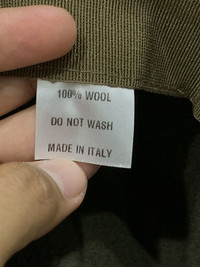 100% WOOL
DO NOT WASH
MADE IN ITALY